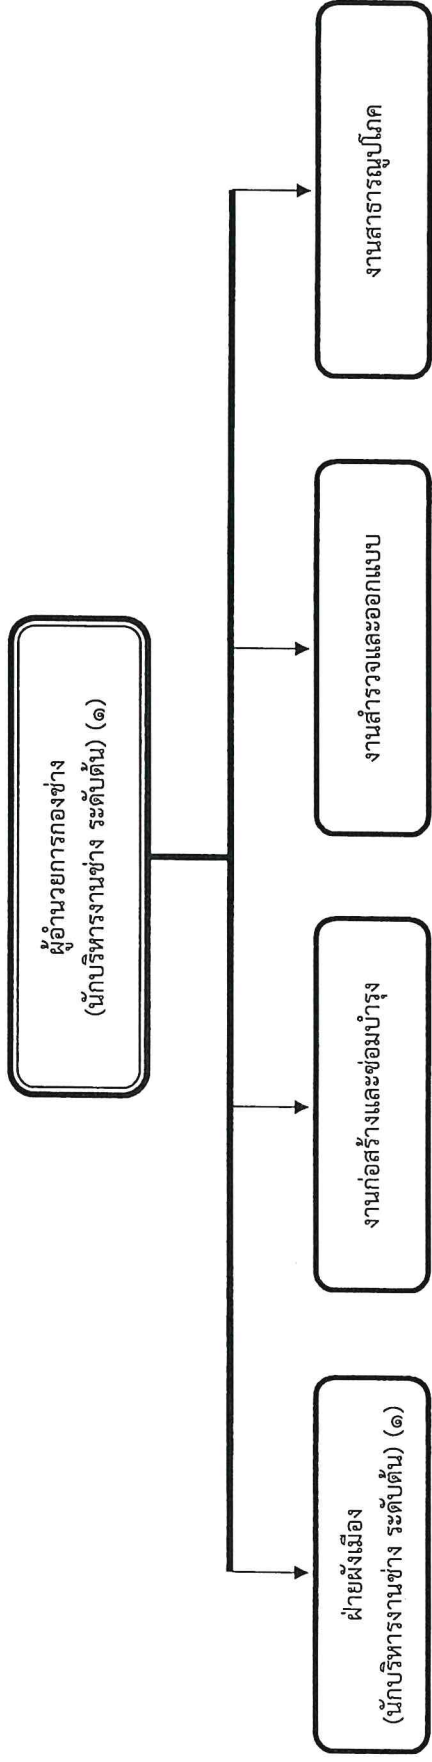 ผู้อำนวยการกองช่าง
(นักบริหารงานช่าง ระดับต้น) (๑)
ฝ่ายผังเมือง
(นักบริหารงานช่าง ระดับต้น) (๑)
งานก่อสร้างและซ่อมบำรุง
งานสำรวจและออกแบบ
งานสาธารณูปโภค